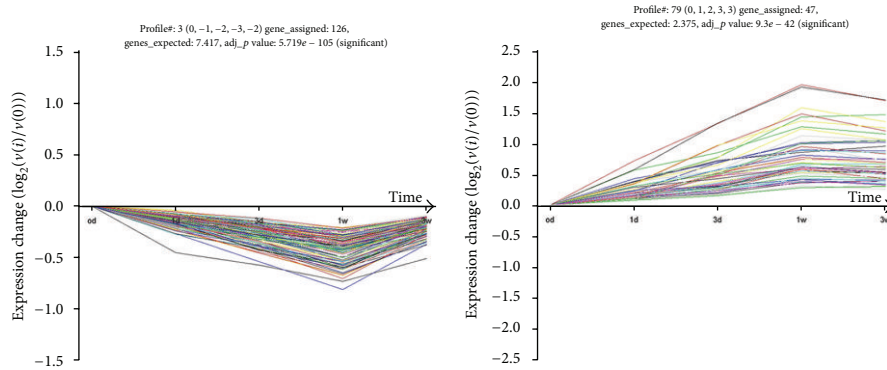 Profile#: 3 (0, −1, −2, −3, −2) gene_assigned: 126,
genes_expected: 7.417, adj_p value: 5.719e − 105 (significant)
1.5
1.0
0.5
0.0
−0.5
−1.0
−1.5
Expression change (log2(v(i)/v(0)))
Time
od
1d
3d
1w
3w
Profile#: 79 (0, 1, 2, 3, 3) gene_assigned: 47,
genes_expected: 2.375, adj_p value: 9.3e − 42 (significant)
2.5
2.0
1.5
1.0
0.5
0.0
−0.5
−1.0
−1.5
−2.0
−2.5
Expression change (log2(v(i)/v(0)))
Time
od
1d
3d
1w
3w